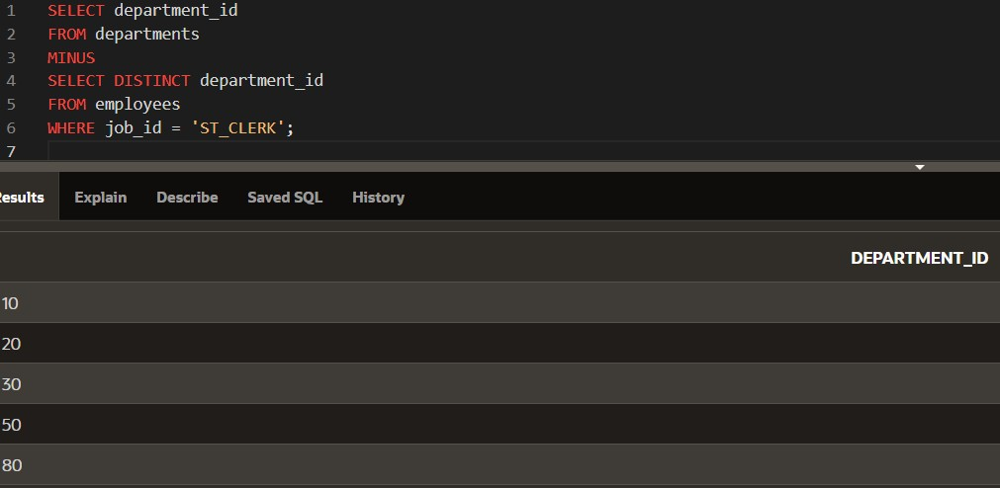 1 SELECT department_id
2 FROM departments
3 MINUS
4 SELECT DISTINCT department_id
5 FROM employees
6 WHERE job_id = 'ST_CLERK';
7
esults Explain Describe Saved SQL History
DEPARTMENT_ID
10
20
30
50
80